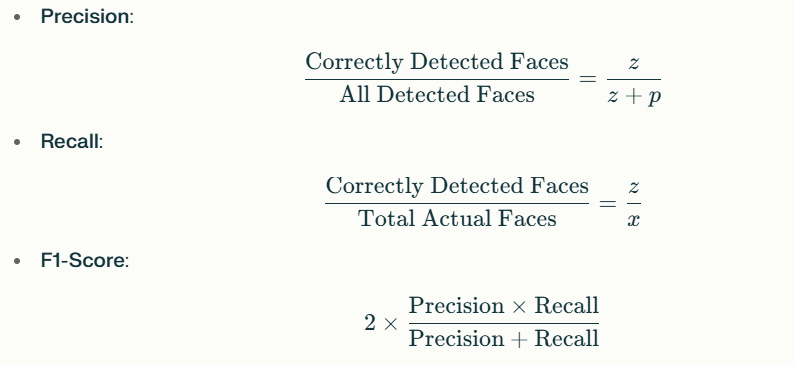 • Precision:
Correctly Detected Faces / All Detected Faces = z / z + p
• Recall:
Correctly Detected Faces / Total Actual Faces = z / x
• F1-Score:
2 × Precision × Recall / Precision + Recall